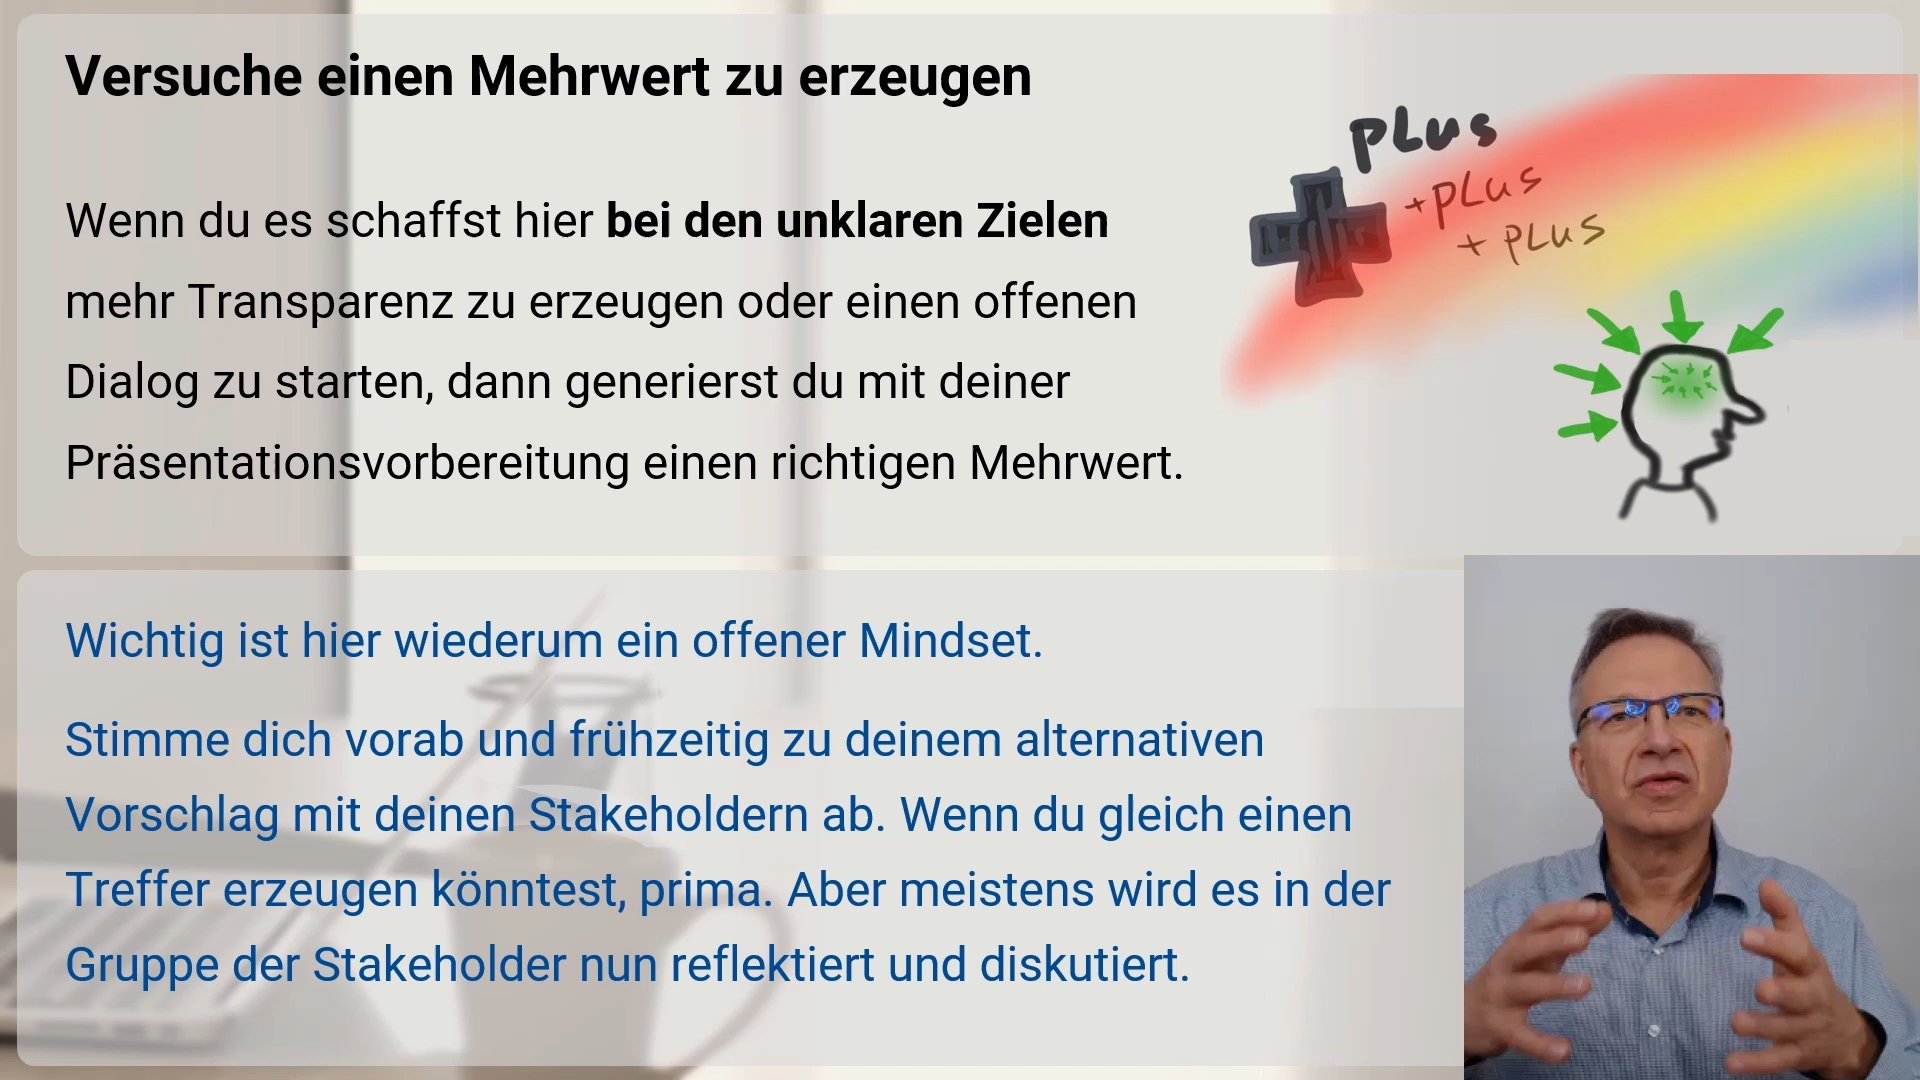 Versuche einen Mehrwert zu erzeugen
Wenn du es schaffst hier bei den unklaren Zielen
mehr Transparenz zu erzeugen oder einen offenen
Dialog zu starten, dann generierst du mit deiner
Präsentationsvorbereitung einen richtigen Mehrwert.
pLus
+pLus
+ pLus
Wichtig ist hier wiederum ein offener Mindset.
Stimme dich vorab und frühzeitig zu deinem alternativen
Vorschlag mit deinen Stakeholdern ab. Wenn du gleich einen
Treffer erzeugen könntest, prima. Aber meistens wird es in der
Gruppe der Stakeholder nun reflektiert und diskutiert.